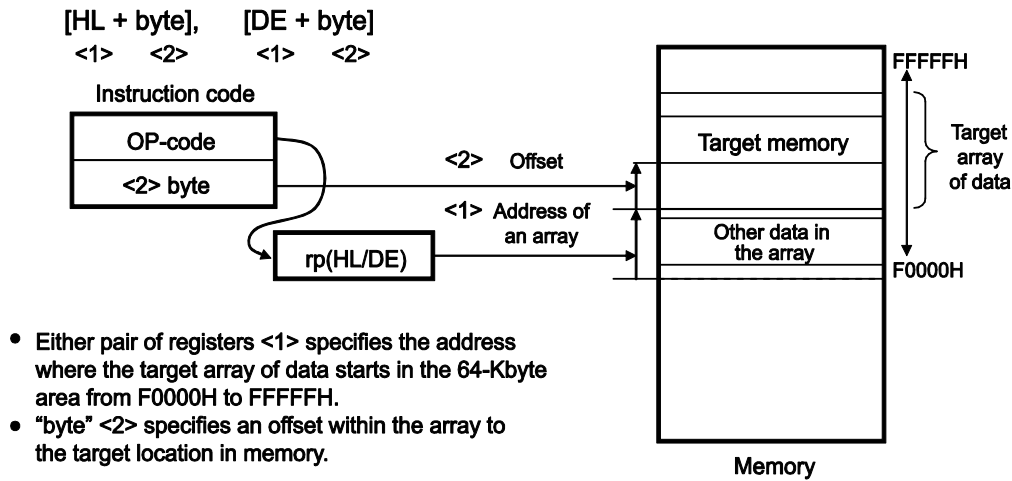 [HL + byte], [DE + byte]
<1> <2> <1> <2>
Instruction code
OP-code
<2> byte
rp(HL/DE)
<2> Offset
<1> Address of
an array
FFFFFH
Target memory
Target
array
of data
Other data in
the array
F0000H
Memory
• Either pair of registers <1> specifies the address
where the target array of data starts in the 64-Kbyte
area from F0000H to FFFFFH.
• “byte” <2> specifies an offset within the array to
the target location in memory.